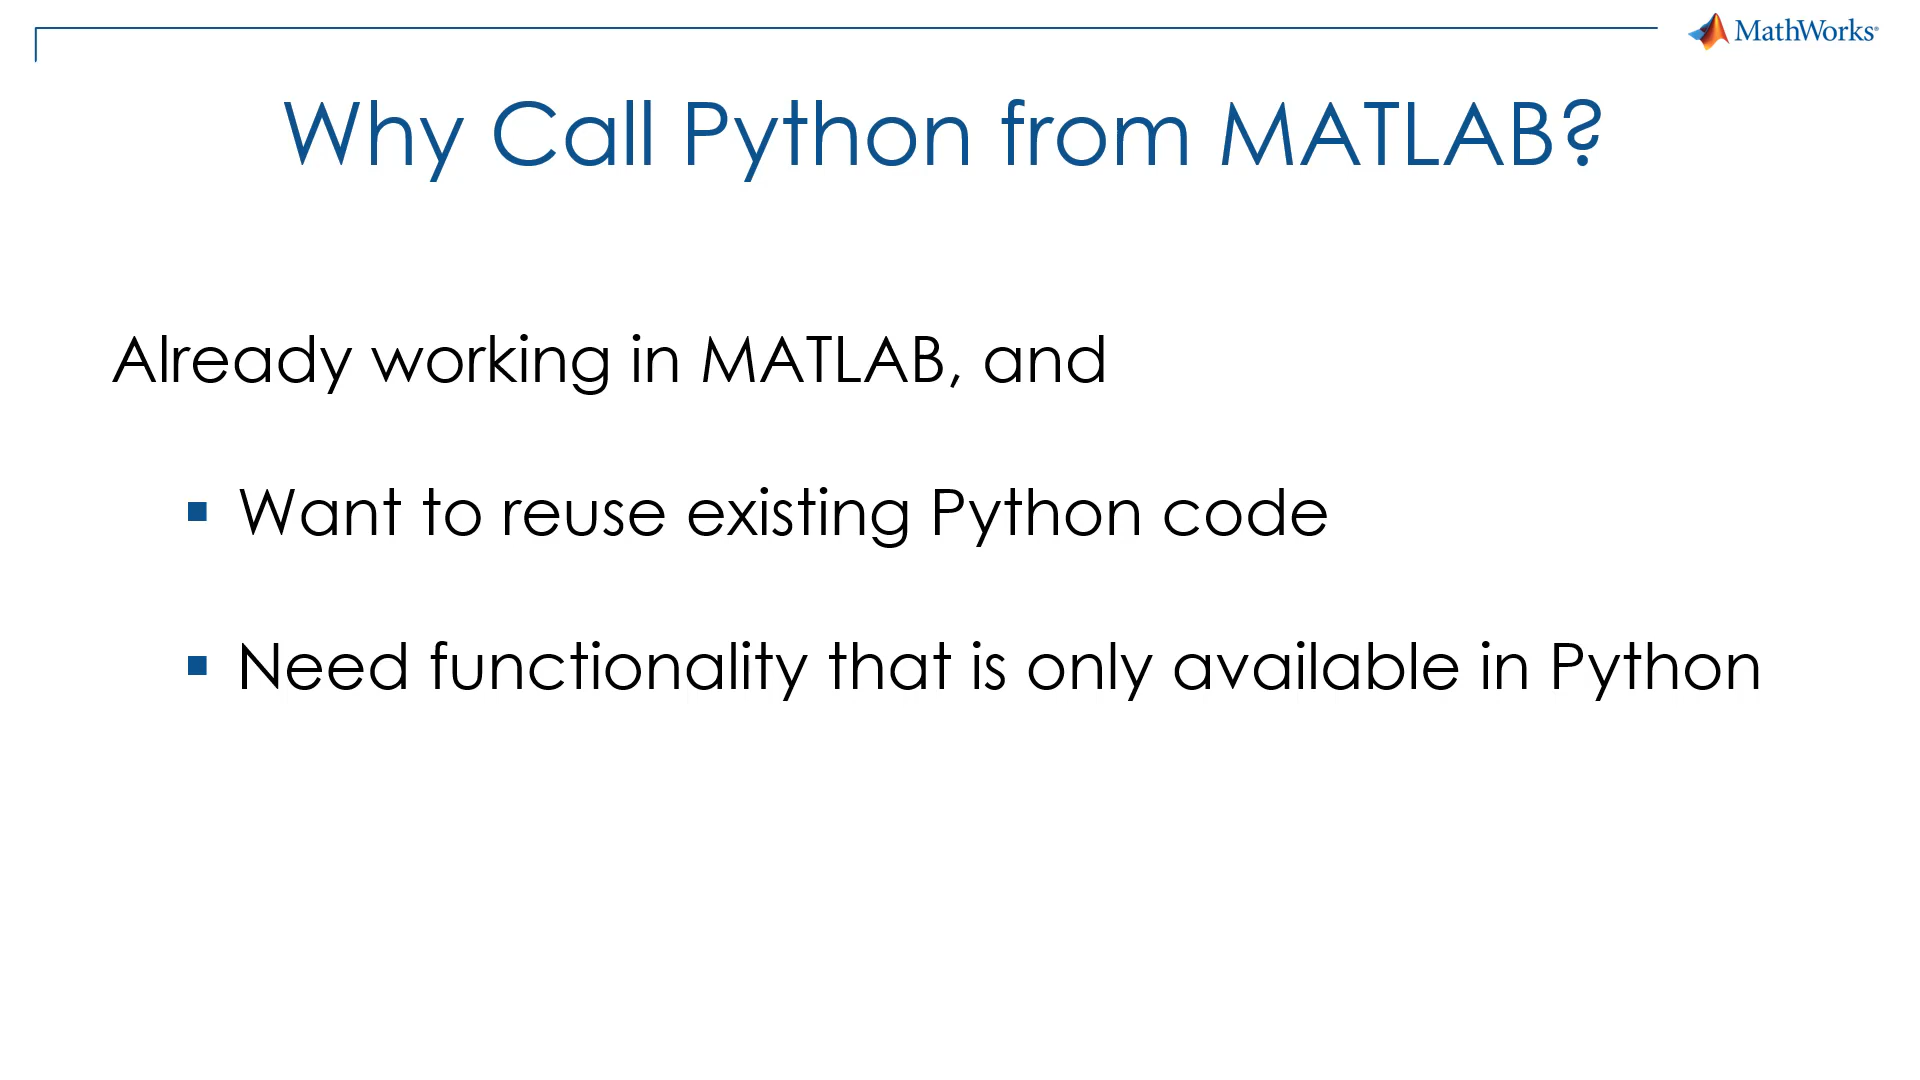 MathWorks®
Why Call Python from MATLAB?
Already working in MATLAB, and
▪ Want to reuse existing Python code
▪ Need functionality that is only available in Python